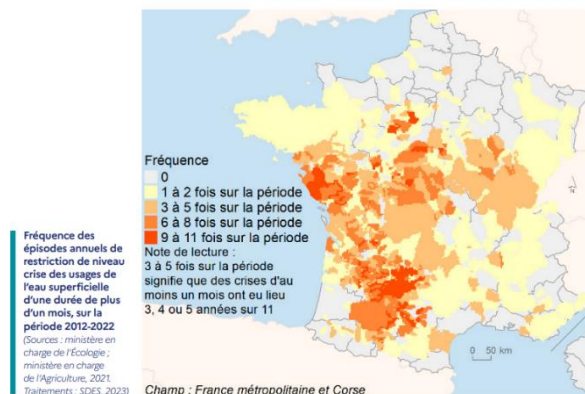 Fréquence
0
1 à 2 fois sur la période
3 à 5 fois sur la période
6 à 8 fois sur la période
9 à 11 fois sur la période
Note de lecture :
3 à 5 fois sur la période
signifie que des crises d'au
moins un mois ont eu lieu
3, 4 ou 5 années sur 11
0 50 km
Champ : France métropolitaine et Corse
Fréquence des
épisodes annuels de
restriction de niveau
crise des usages de
l'eau superficielle
d'une durée de plus
d'un mois, sur la
période 2012-2022
(Sources : ministère en
charge de l'Écologie ;
ministère en charge
de l'Agriculture, 2021.
Traitements : SDES, 2023)